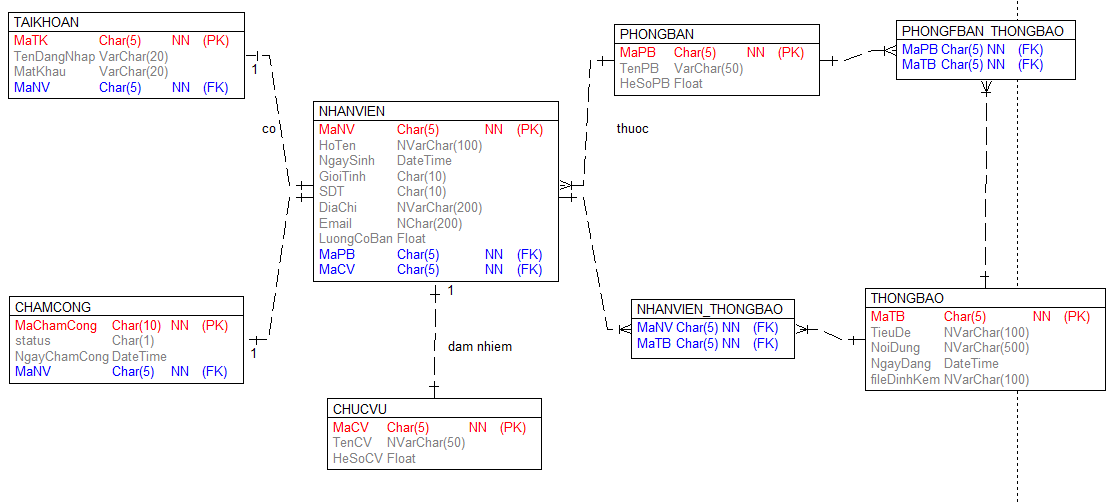 TAIKHOAN
MaTK Char(5) NN (PK)
TenDangNhap VarChar(20)
MatKhau VarChar(20)
MaNV Char(5) NN (FK)
1
co
NHANVIEN
MaNV Char(5) NN (PK)
HoTen NVarChar(100)
NgaySinh DateTime
GioiTinh Char(10)
SDT Char(10)
DiaChi NVarChar(200)
Email NChar(200)
LuongCoBan Float
MaPB Char(5) NN (FK)
MaCV Char(5) NN (FK)
thuoc
PHONGBAN
MaPB Char(5) NN (PK)
TenPB VarChar(50)
HeSoPB Float
PHONGFBAN_THONGBAO
MaPB Char(5) NN (FK)
MaTB Char(5) NN (FK)
CHAMCONG
MaChamCong Char(10) NN (PK)
status Char(1)
NgayChamCong DateTime
MaNV Char(5) NN (FK)
1
1
dam nhiem
CHUCVU
MaCV Char(5) NN (PK)
TenCV NVarChar(50)
HeSoCV Float
NHANVIEN_THONGBAO
MaNV Char(5) NN (FK)
MaTB Char(5) NN (FK)
THONGBAO
MaTB Char(5) NN (PK)
TieuDe NVarChar(100)
NoiDung NVarChar(500)
NgayDang DateTime
fileDinhKem NVarChar(100)